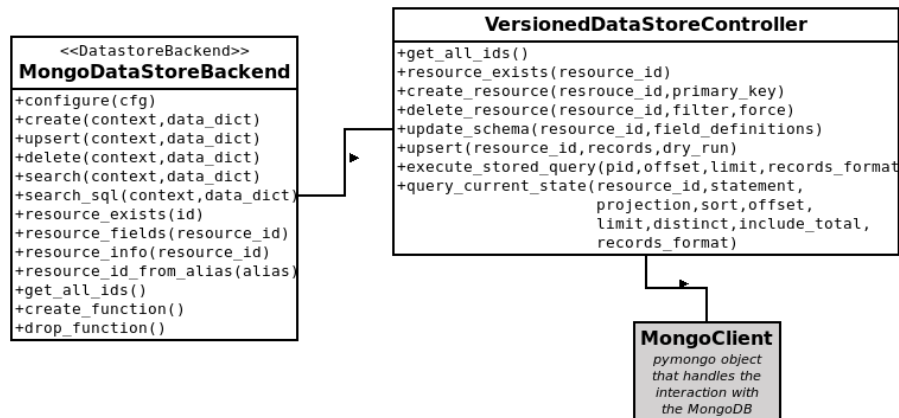 <<DatastoreBackend>>
MongoDataStoreBackend
+configure(cfg)
+create(context,data_dict)
+upsert(context,data_dict)
+delete(context,data_dict)
+search(context,data_dict)
+search_sql(context,data_dict)
+resource_exists(id)
+resource_fields(resource_id)
+resource_info(resource_id)
+resource_id_from_alias(alias)
+get_all_ids()
+create_function()
+drop_function()
VersionedDataStoreController
+get_all_ids()
+resource_exists(resource_id)
+create_resource(resrouce_id,primary_key)
+delete_resource(resource_id,filter,force)
+update_schema(resource_id,field_definitions)
+upsert(resource_id,records,dry_run)
+execute_stored_query(pid,offset,limit,records_format
+query_current_state(resource_id,statement,
projection,sort,offset,
limit,distinct,include_total,
records_format)
MongoClient
pymongo object
that handles the
interaction with
the MongoDB